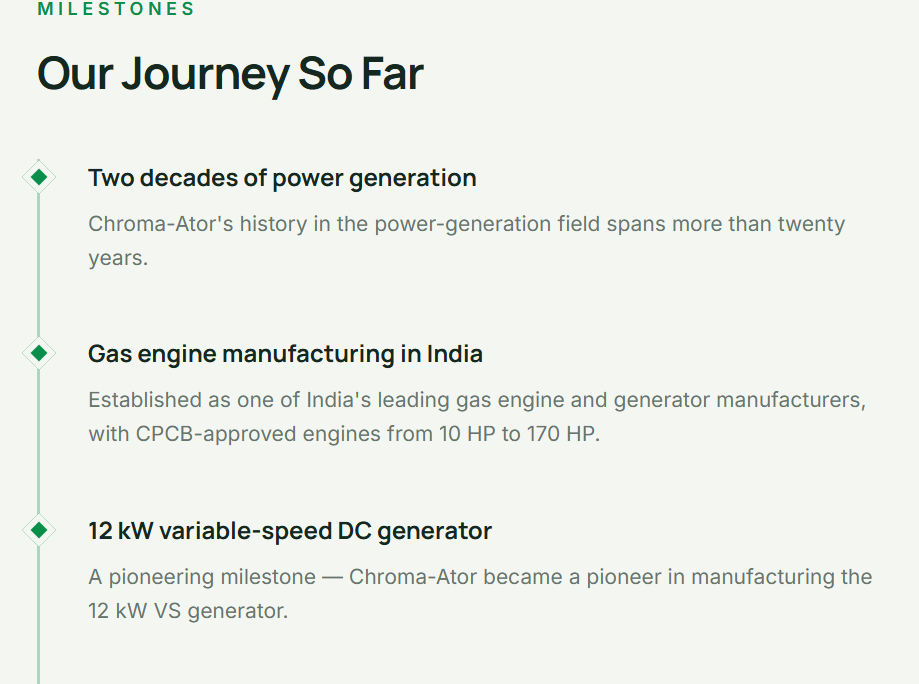 MILESTONES
Our Journey So Far
Two decades of power generation
Chroma-Ator's history in the power-generation field spans more than twenty
years.
Gas engine manufacturing in India
Established as one of India's leading gas engine and generator manufacturers,
with CPCB-approved engines from 10 HP to 170 HP.
12 kW variable-speed DC generator
A pioneering milestone — Chroma-Ator became a pioneer in manufacturing the
12 kW VS generator.